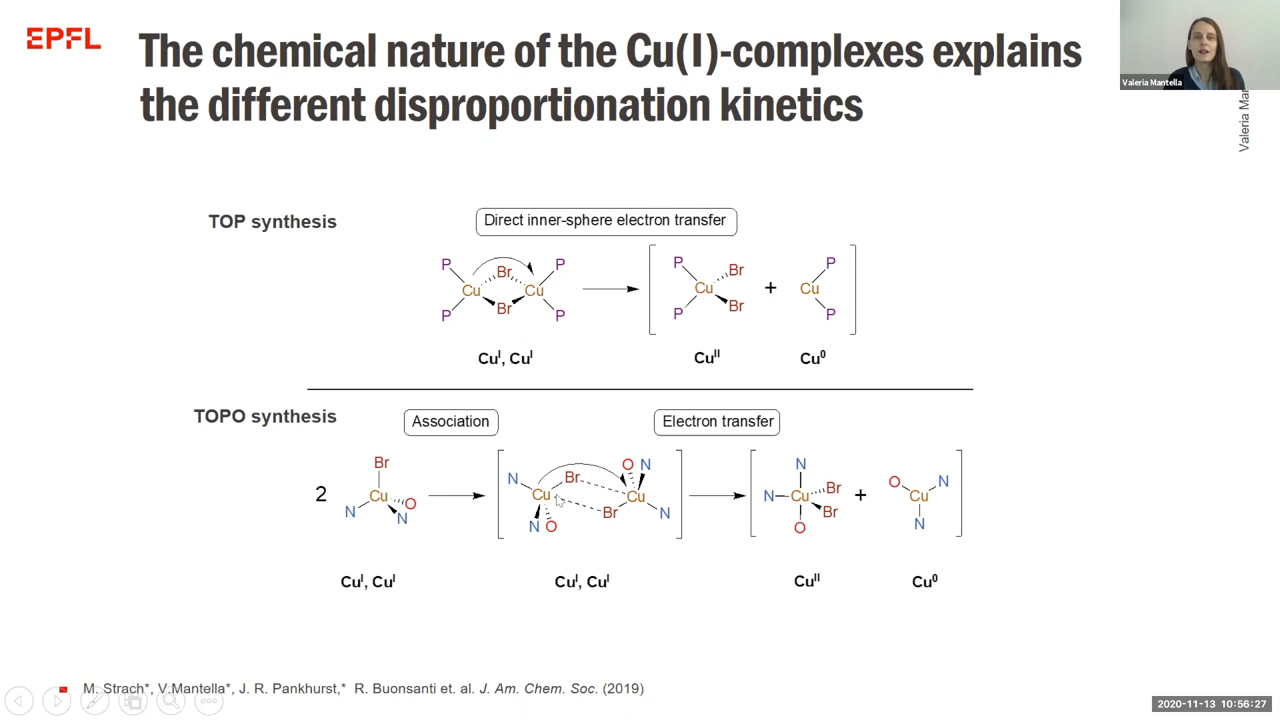 EPFL
The chemical nature of the Cu(I)-complexes explains
the different disproportionation kinetics
Valeria Mantella
Valeria
TOP synthesis
Direct inner-sphere electron transfer
P P P Br
Br + P
Cu Cu Cu Cu
P Br P P Br P
Cuᴵ, Cuᴵ Cuᴵᴵ Cu⁰
TOPO synthesis
Association
Electron transfer
Br N Br O N N
2 Cu O N Cu Cu N Cu Br + O Cu N
N N N O Br N O Br N
Cuᴵ, Cuᴵ Cuᴵ, Cuᴵ Cuᴵᴵ Cu⁰
M. Strach*, V.Mantella*, J. R. Pankhurst,* R. Buonsanti et. al. J. Am. Chem. Soc. (2019)
2020-11-13 10:56:27